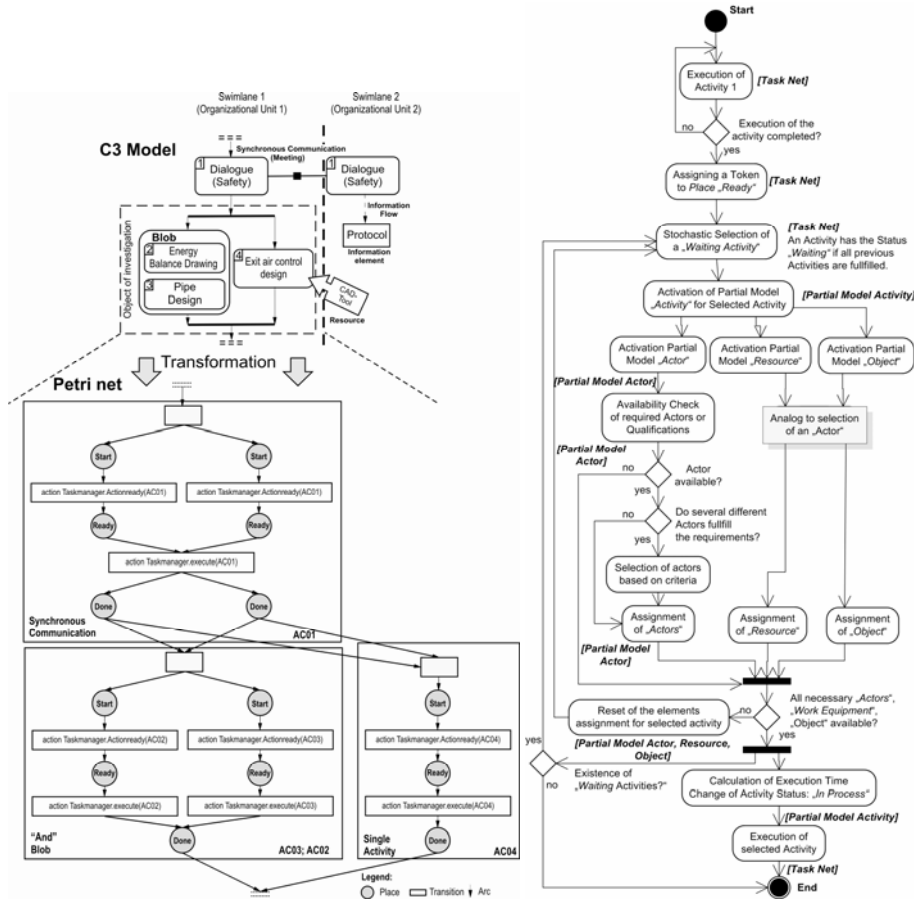 Swimlane 1
(Organizational Unit 1)
Swimlane 2
(Organizational Unit 2)
C3 Model
Synchronous Communication
(Meeting)
1
Dialogue
(Safety)
1
Dialogue
(Safety)
Information
Flow
Protocol
Information
element
Object of investigation
Blob
2
Energy
Balance Drawing
3
Pipe
Design
4
Exit air control
design
CAD-
Tool
Resource
Transformation
Petri net
Start
Start
action Taskmanager.Actionready(AC01)
action Taskmanager.Actionready(AC01)
Ready
Ready
action Taskmanager.execute(AC01)
Done
Done
Synchronous
Communication
AC01
Start
Start
action Taskmanager.Actionready(AC02)
action Taskmanager.Actionready(AC03)
Ready
Ready
action Taskmanager.execute(AC02)
action Taskmanager.execute(AC03)
Done
"And"
Blob
AC03; AC02
Start
action Taskmanager.Actionready(AC04)
Ready
action Taskmanager.execute(AC04)
Done
Single
Activity
AC04
Legend:
Place
Transition
Arc
Start
Execution of
Activity 1
[Task Net]
Execution of the
activity completed?
no
yes
Assigning a Token
to Place „Ready"
[Task Net]
Stochastic Selection of
a „Waiting Activity"
[Task Net]
An Activity has the Status
„Waiting" if all previous
Activities are fullfilled.
Activation of Partial Model
„Activity" for Selected Activity
[Partial Model Activity]
Activation Partial
Model „Actor"
Activation Partial
Model „Resource"
Activation Partial
Model „Object"
[Partial Model Actor]
Availability Check
of required Actors or
Qualifications
Analog to selection
of an „Actor"
[Partial Model
Actor]
no
Actor
available?
yes
no
Do several different
Actors fullfill
the requirements?
yes
Selection of actors
based on criteria
Assignment
of „Actors"
Assignment
of „Resource"
Assignment
of „Object"
[Partial Model
Actor]
Reset of the elements
assignment for selected activity
no
All necessary „Actors",
„Work Equipment",
„Object" available?
yes
yes
[Partial Model Actor, Resource,
Object]
no
Existence of
„Waiting Activities?"
Calculation of Execution Time
Change of Activity Status: „In Process"
[Partial Model Activity]
Execution of
selected Activity
[Task Net]
End